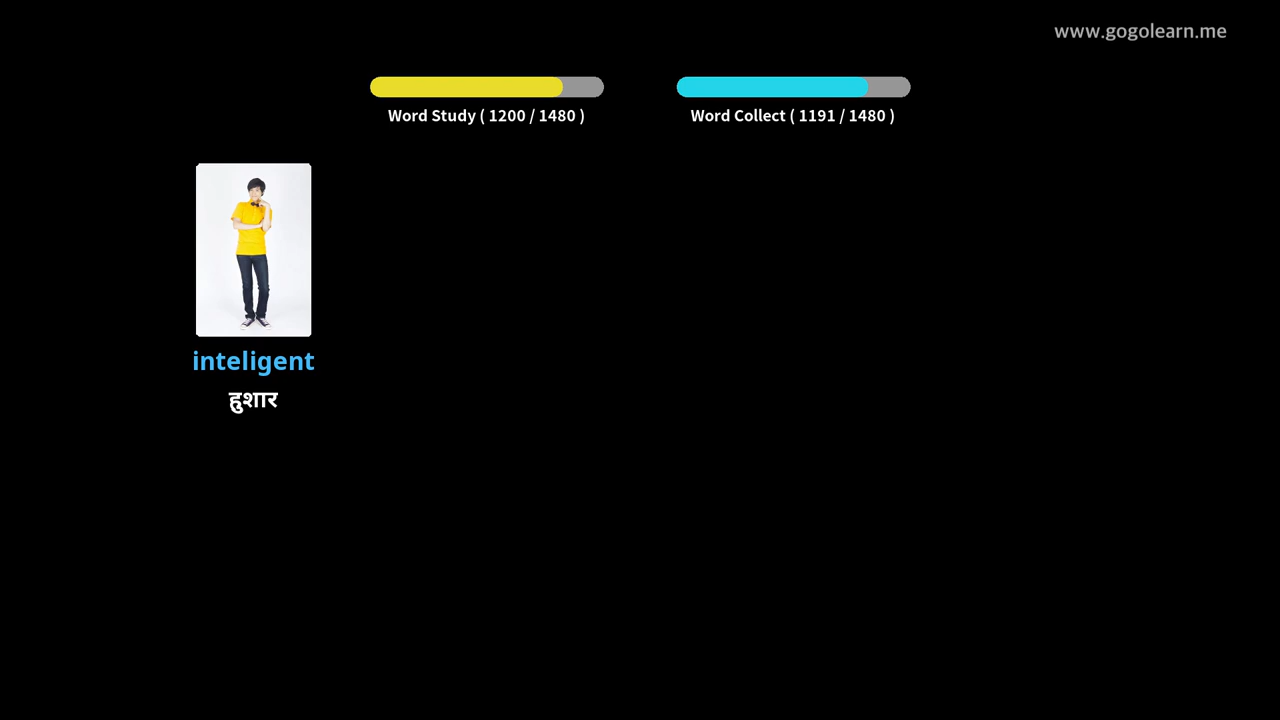 www.gogolearn.me
Word Study ( 1200 / 1480 )
Word Collect ( 1191 / 1480 )
inteligent
हुशार